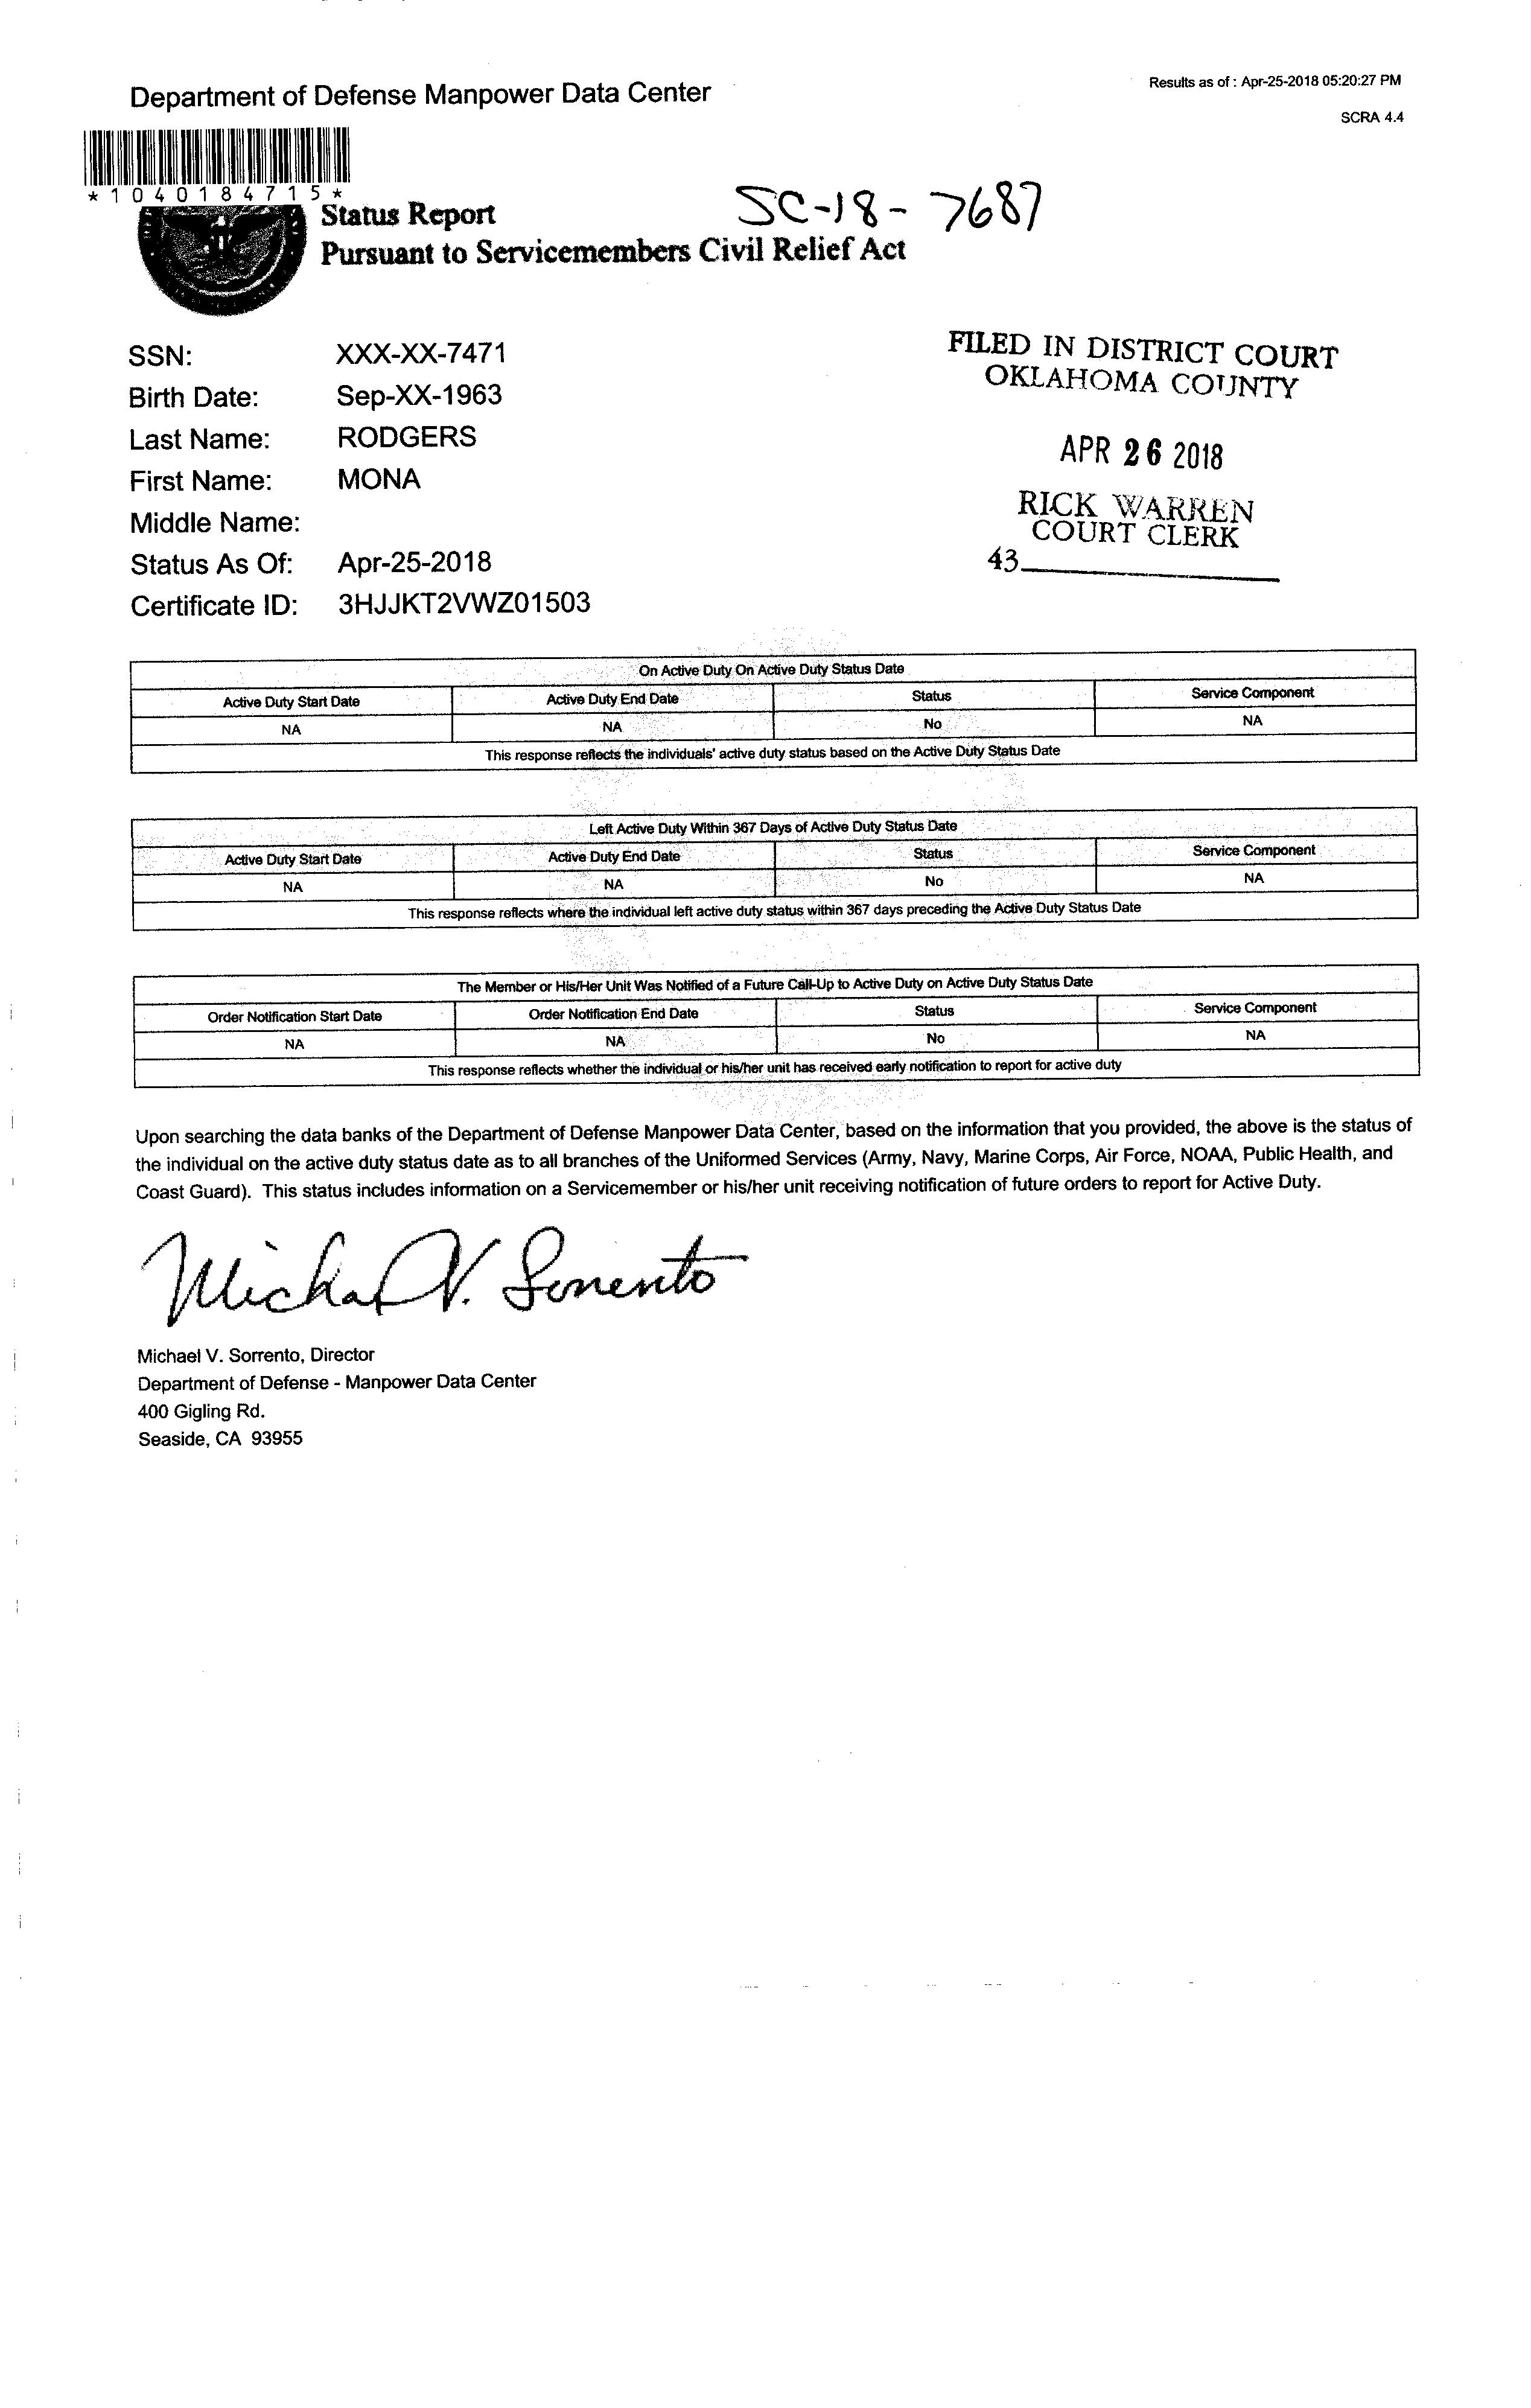 Results as of : Apr-25-2018 05:20:27 PM
Department of Defense Manpower Data Center
SCRA 4.4
*1040184715*
SC-18-7687
Status Report
Pursuant to Servicemembers Civil Relief Act
SSN: XXX-XX-7471
Birth Date: Sep-XX-1963
Last Name: RODGERS
First Name: MONA
Middle Name:
Status As Of: Apr-25-2018
Certificate ID: 3HJJKT2VWZ01503
FILED IN DISTRICT COURT
OKLAHOMA COUNTY
APR 26 2018
RICK WARREN
COURT CLERK
43
On Active Duty On Active Duty Status Date
Active Duty Start Date Active Duty End Date Status Service Component
NA NA No NA
This response reflects the individuals' active duty status based on the Active Duty Status Date
Left Active Duty Within 367 Days of Active Duty Status Date
Active Duty Start Date Active Duty End Date Status Service Component
NA NA No NA
This response reflects where the individual left active duty status within 367 days preceding the Active Duty Status Date
The Member or His/Her Unit Was Notified of a Future Call-Up to Active Duty on Active Duty Status Date
Order Notification Start Date Order Notification End Date Status Service Component
NA NA No NA
This response reflects whether the individual or his/her unit has received early notification to report for active duty
Upon searching the data banks of the Department of Defense Manpower Data Center, based on the information that you provided, the above is the status of
the individual on the active duty status date as to all branches of the Uniformed Services (Army, Navy, Marine Corps, Air Force, NOAA, Public Health, and
Coast Guard). This status includes information on a Servicemember or his/her unit receiving notification of future orders to report for Active Duty.
Michael V. Sorrento
Michael V. Sorrento, Director
Department of Defense - Manpower Data Center
400 Gigling Rd.
Seaside, CA 93955